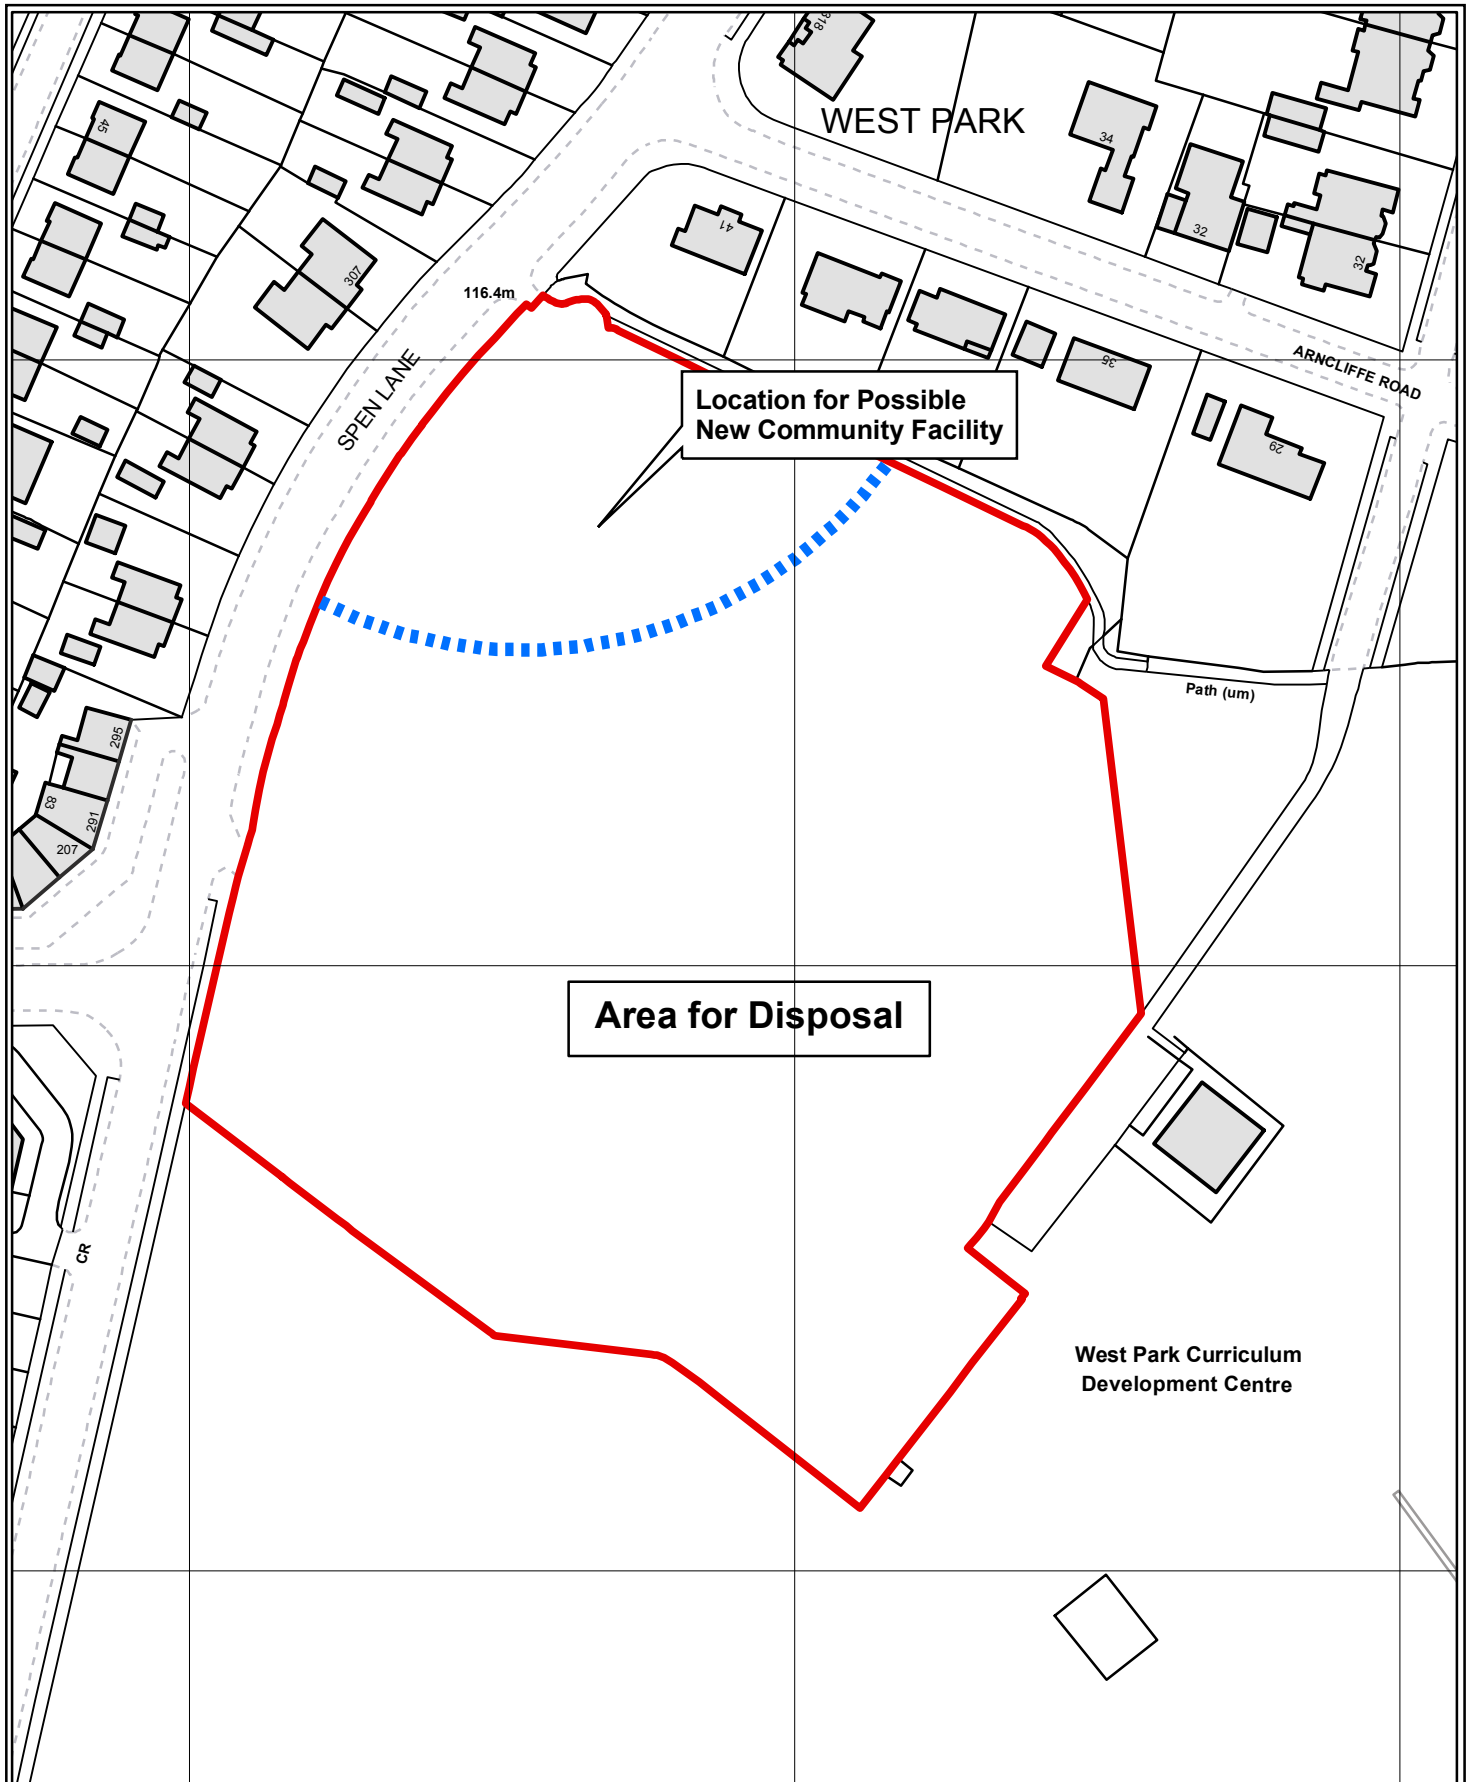 318
WEST PARK
45
34
32
41
32
307
116.4m
SPEN LANE
ARNCLIFFE ROAD
35
Location for Possible
New Community Facility
29
Path (um)
295
83
291
207
Area for Disposal
CR
West Park Curriculum
Development Centre